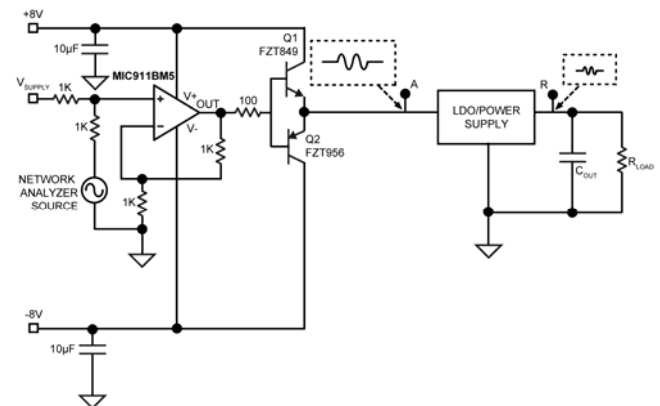 +8V
10µF
Q1
FZT849
MIC911BM5
V_SUPPLY
1K
+
V+
OUT
100
A
R
LDO/POWER
SUPPLY
1K
−
V-
1K
Q2
FZT956
C_OUT
R_LOAD
NETWORK
ANALYZER
SOURCE
1K
-8V
10µF